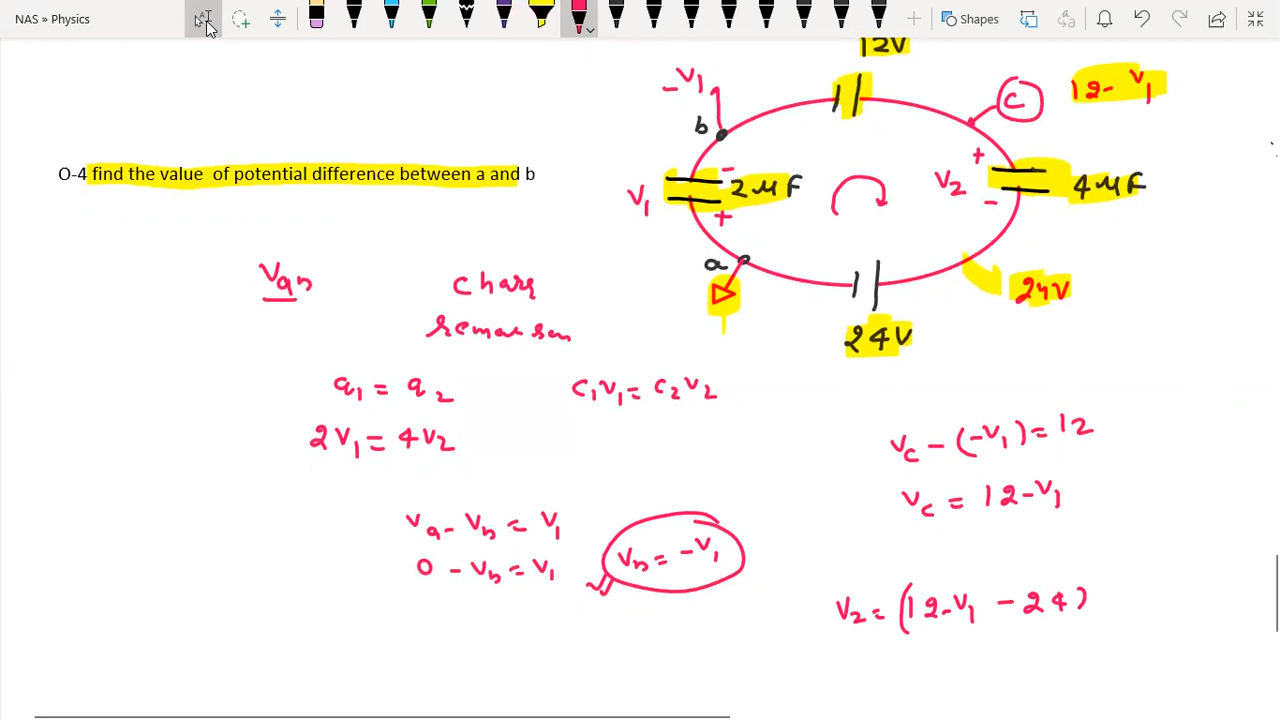 NAS » Physics
Shapes
12V
-V₁
C
12-V₁
b
O-4 find the value of potential difference between a and b
- 2μF
V₁
+
+
V₂
-
4μF
a
24V
24V
Vab
q₁ = q₂
C₁V₁ = C₂V₂
2V₁ = 4V₂
Vc - (-V₁) = 12
Vc = 12-V₁
Va - Vb = V₁
0 - Vb = V₁
Vb = -V₁
V₂ = (12-V₁ - 24)